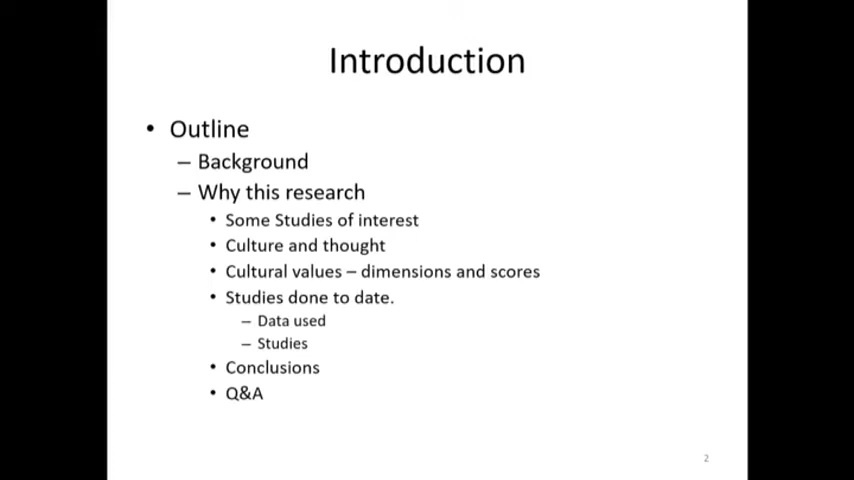 Introduction
• Outline
– Background
– Why this research
• Some Studies of interest
• Culture and thought
• Cultural values – dimensions and scores
• Studies done to date.
– Data used
– Studies
• Conclusions
• Q&A
2